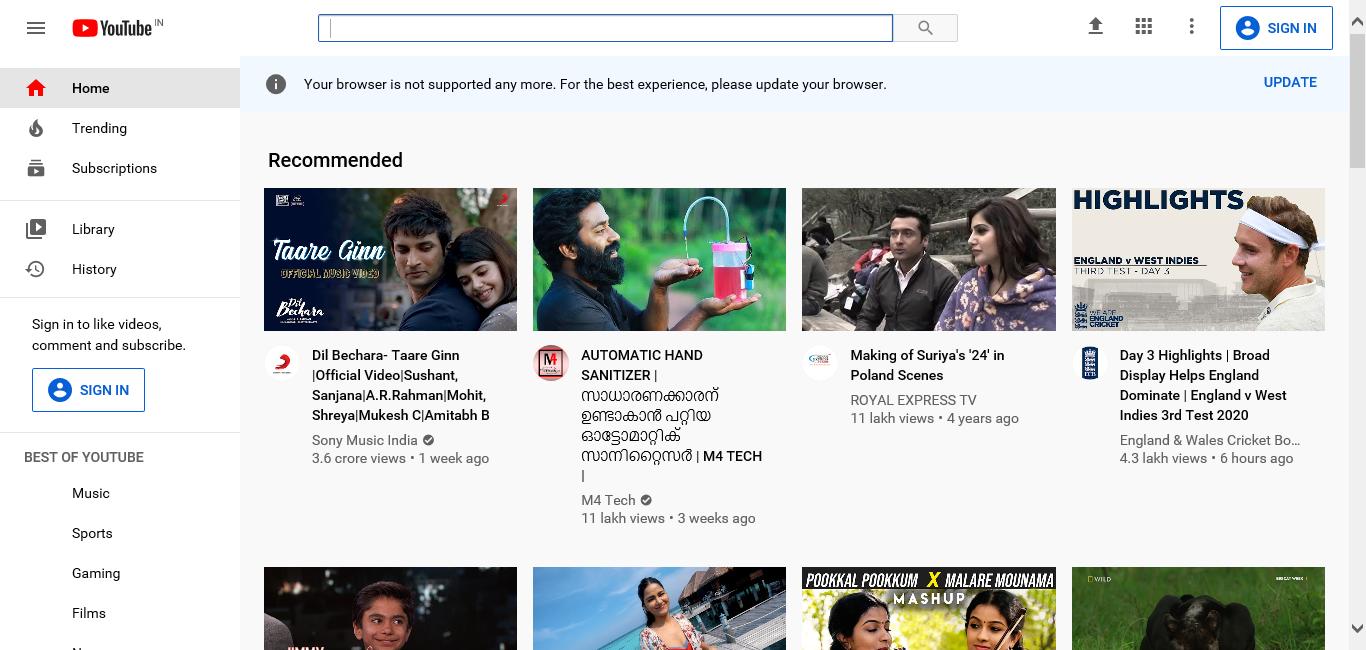 YouTube IN
SIGN IN
Home
Trending
Subscriptions
Library
History
Sign in to like videos,
comment and subscribe.
SIGN IN
BEST OF YOUTUBE
Music
Sports
Gaming
Films
Your browser is not supported any more. For the best experience, please update your browser.
UPDATE
Recommended
Taare Ginn
OFFICIAL MUSIC VIDEO
Dil
Bechara
Dil Bechara- Taare Ginn
|Official Video|Sushant,
Sanjana|A.R.Rahman|Mohit,
Shreya|Mukesh C|Amitabh B
Sony Music India
3.6 crore views • 1 week ago
M4
AUTOMATIC HAND
SANITIZER |
സാധാരണക്കാരന്
ഉണ്ടാകാൻ പറ്റിയ
ഓട്ടോമാറ്റിക്
സാനിറ്റൈസർ | M4 TECH
|
M4 Tech
11 lakh views • 3 weeks ago
Making of Suriya's '24' in
Poland Scenes
ROYAL EXPRESS TV
11 lakh views • 4 years ago
HIGHLIGHTS
ENGLAND v WEST INDIES
THIRD TEST - DAY 3
WE ARE
ENGLAND
CRICKET
Day 3 Highlights | Broad
Display Helps England
Dominate | England v West
Indies 3rd Test 2020
England & Wales Cricket Bo...
4.3 lakh views • 6 hours ago
POOKKAL POOKKUM X MALARE MOUNAMA
MASHUP
WILD